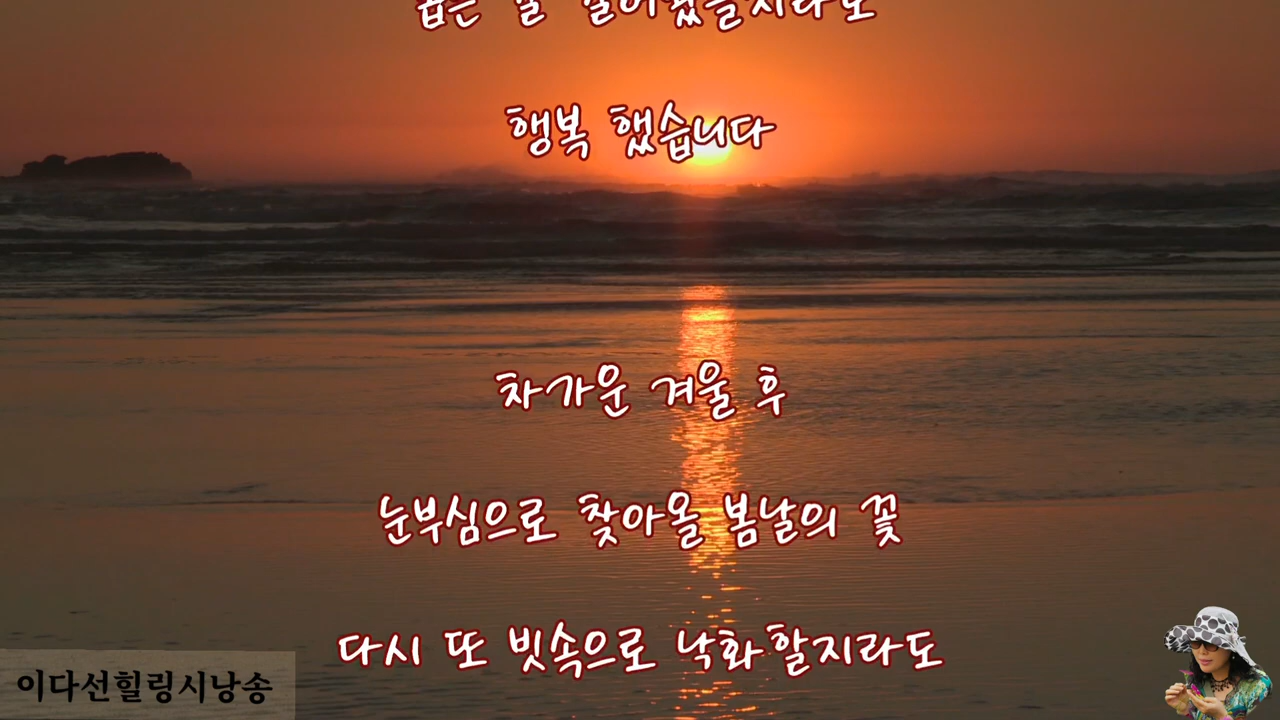 행복 했습니다
차가운 겨울 후
눈부심으로 찾아올 봄날의 꽃
다시 또 빗속으로 낙화할지라도
이다선힐링시낭송